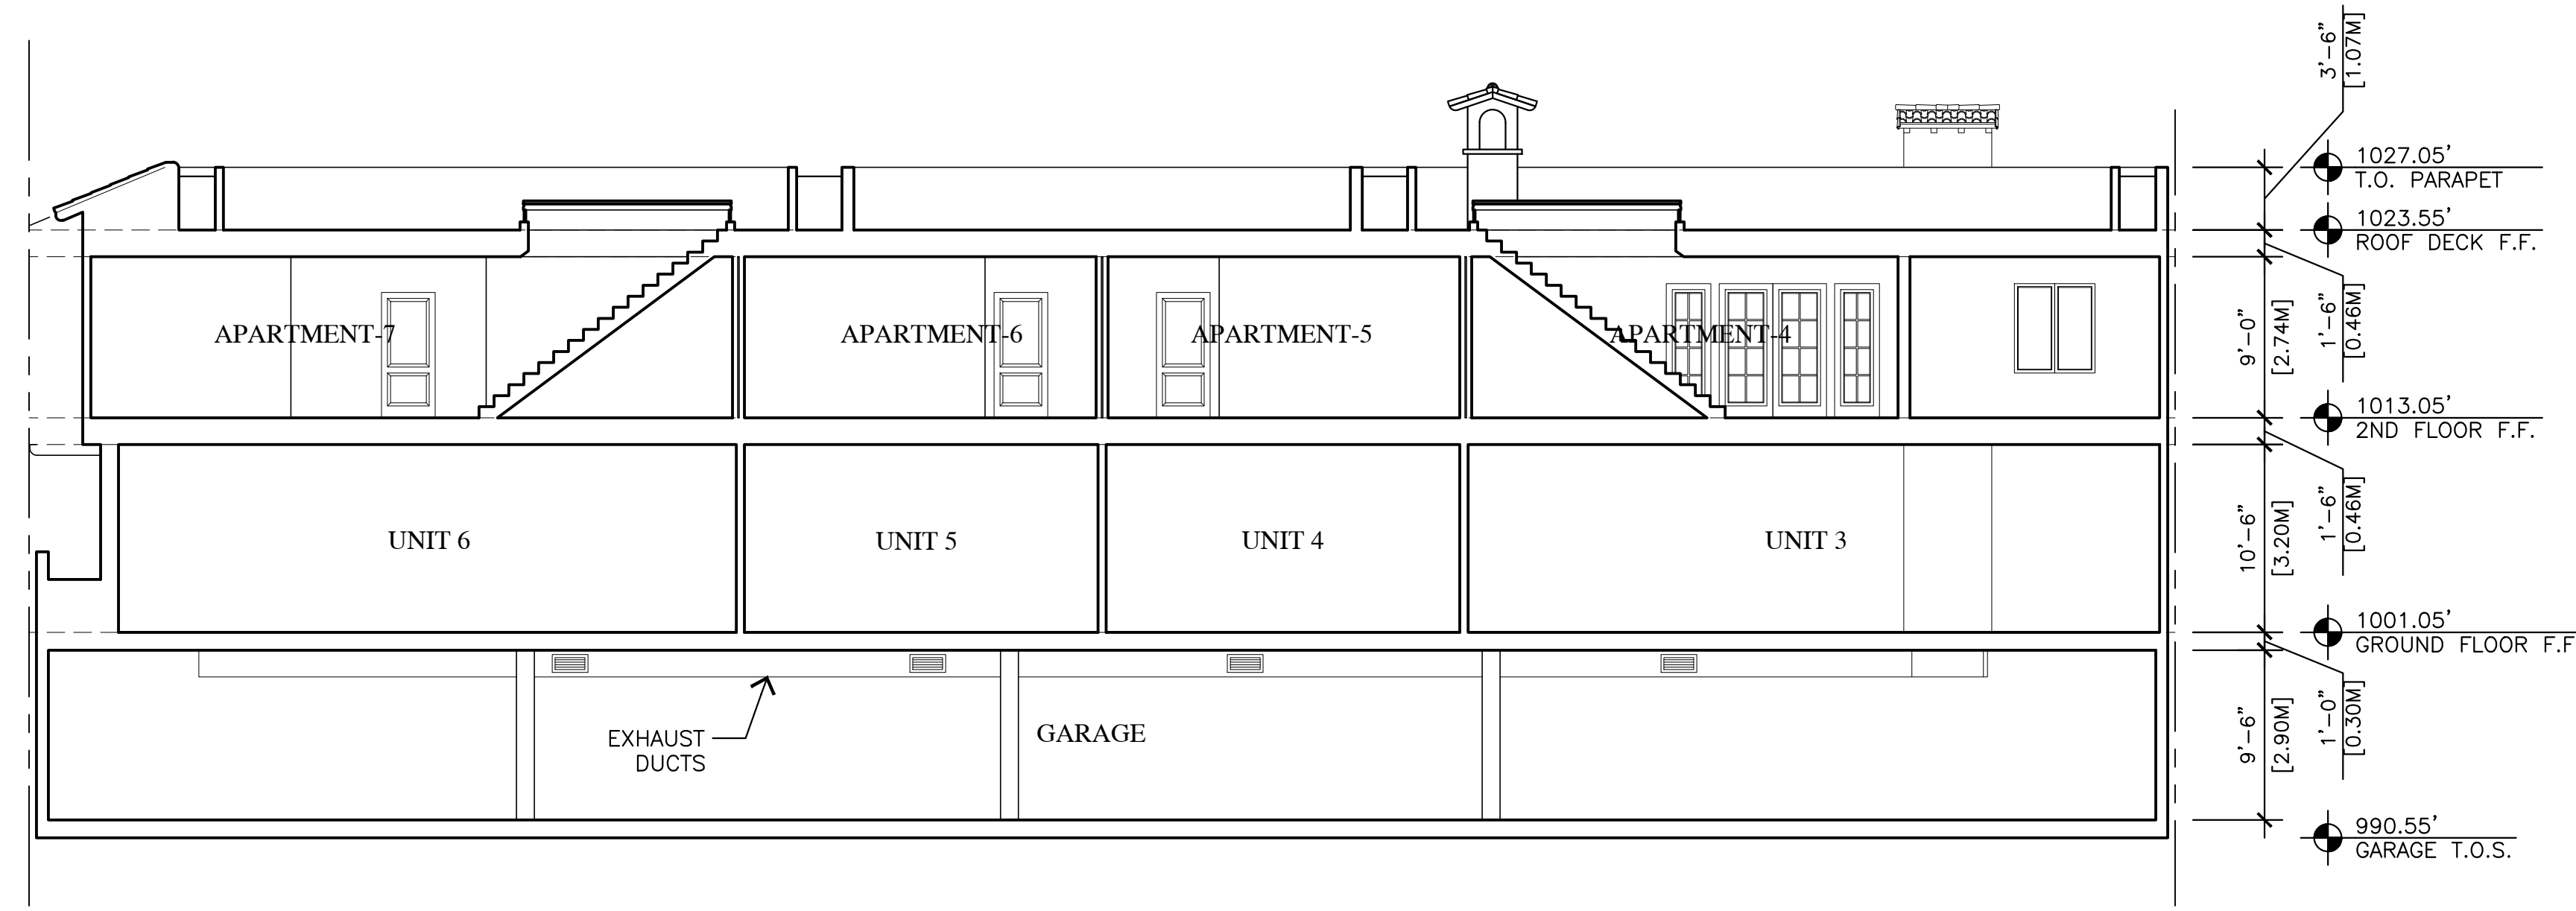 3'-6"
[1.07M]
1027.05'
T.O. PARAPET
1023.55'
ROOF DECK F.F.
9'-0"
[2.74M]
1'-6"
[0.46M]
APARTMENT-7
APARTMENT-6
APARTMENT-5
APARTMENT-4
1013.05'
2ND FLOOR F.F.
10'-6"
[3.20M]
1'-6"
[0.46M]
UNIT 6
UNIT 5
UNIT 4
UNIT 3
1001.05'
GROUND FLOOR F.F
9'-6"
[2.90M]
1'-0"
[0.30M]
EXHAUST
DUCTS
GARAGE
990.55'
GARAGE T.O.S.